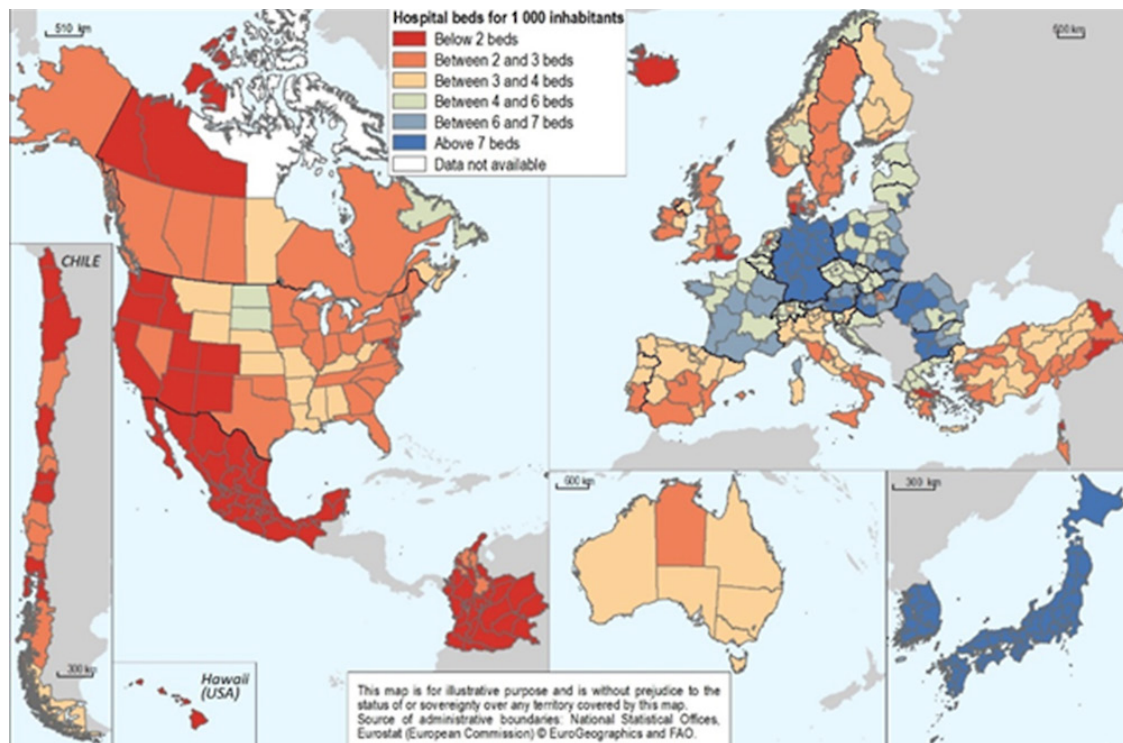 510 km
Hospital beds for 1 000 inhabitants
Below 2 beds
Between 2 and 3 beds
Between 3 and 4 beds
Between 4 and 6 beds
Between 6 and 7 beds
Above 7 beds
Data not available
CHILE
300 km
Hawaii
(USA)
600 km
300 km
This map is for illustrative purpose and is without prejudice to the
status of or sovereignty over any territory covered by this map.
Source of administrative boundaries: National Statistical Offices,
Eurostat (European Commission) © EuroGeographics and FAO.